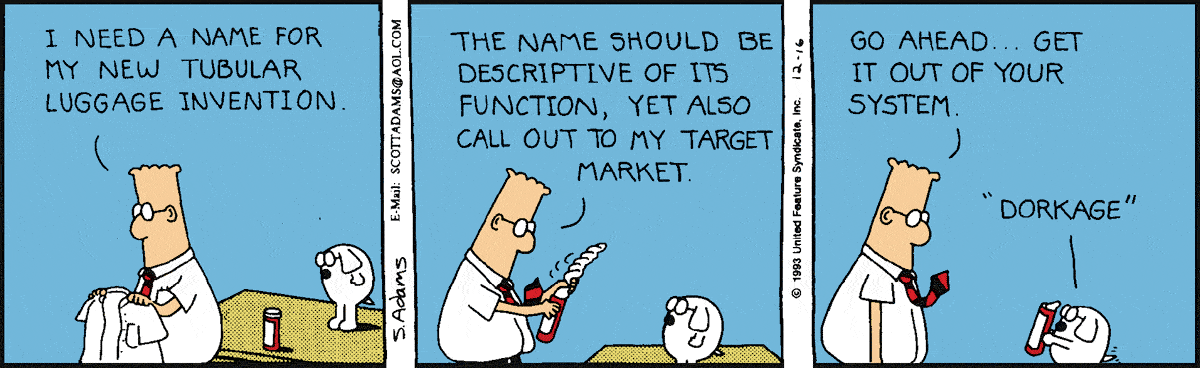 I NEED A NAME FOR
MY NEW TUBULAR
LUGGAGE INVENTION.
S. Adams
E-Mail: SCOTTADAMS@AOL.COM
THE NAME SHOULD BE
DESCRIPTIVE OF ITS
FUNCTION, YET ALSO
CALL OUT TO MY TARGET
MARKET.
© 1993 United Feature Syndicate, Inc. 12-16
GO AHEAD... GET
IT OUT OF YOUR
SYSTEM.
"DORKAGE"